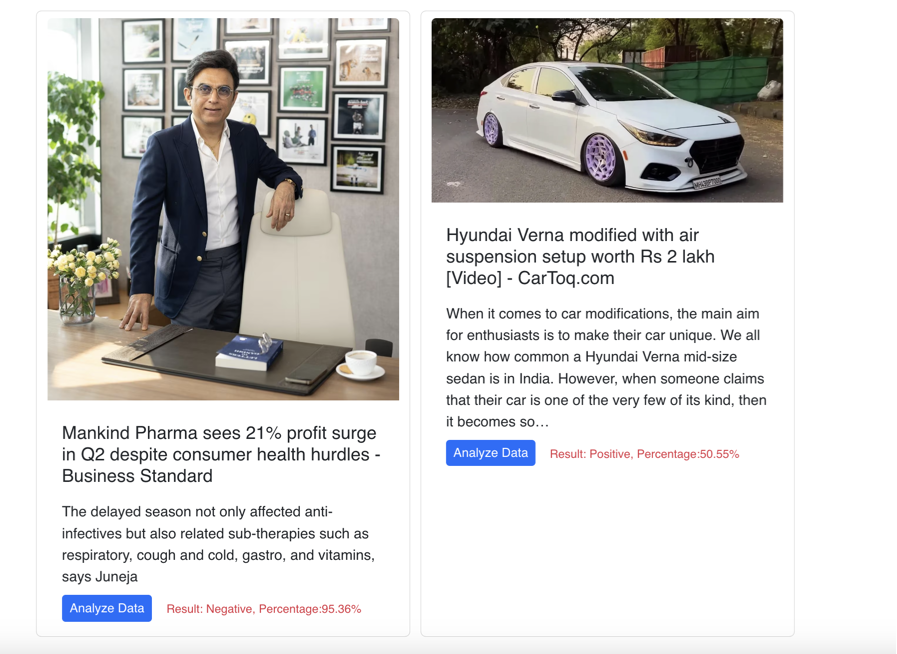 Mankind Pharma sees 21% profit surge
in Q2 despite consumer health hurdles -
Business Standard
The delayed season not only affected anti-
infectives but also related sub-therapies such as
respiratory, cough and cold, gastro, and vitamins,
says Juneja
Analyze Data
Result: Negative, Percentage:95.36%
Hyundai Verna modified with air
suspension setup worth Rs 2 lakh
[Video] - CarToq.com
When it comes to car modifications, the main aim
for enthusiasts is to make their car unique. We all
know how common a Hyundai Verna mid-size
sedan is in India. However, when someone claims
that their car is one of the very few of its kind, then
it becomes so…
Analyze Data
Result: Positive, Percentage:50.55%